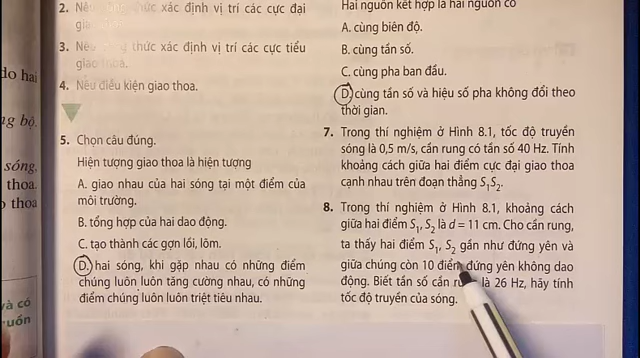 2. Nêu thức xác định vị trí các cực đại
3. Nêu thức xác định vị trí các cực tiểu
giao thoa.
4. Nêu điều kiện giao thoa.
5. Chọn câu đúng.
Hiện tượng giao thoa là hiện tượng
A. giao nhau của hai sóng tại một điểm của
môi trường.
B. tổng hợp của hai dao động.
C. tạo thành các gợn lồi, lõm.
D. hai sóng, khi gặp nhau có những điểm
chúng luôn luôn tăng cường nhau, có những
điểm chúng luôn luôn triệt tiêu nhau.
Hai nguồn kết hợp là hai nguồn có
A. cùng biên độ.
B. cùng tần số.
C. cùng pha ban đầu.
D. cùng tần số và hiệu số pha không đổi theo
thời gian.
7. Trong thí nghiệm ở Hình 8.1, tốc độ truyền
sóng là 0,5 m/s, cần rung có tần số 40 Hz. Tính
khoảng cách giữa hai điểm cực đại giao thoa
cạnh nhau trên đoạn thẳng S₁S₂.
8. Trong thí nghiệm ở Hình 8.1, khoảng cách
giữa hai điểm S₁, S₂ là d = 11 cm. Cho cần rung,
ta thấy hai điểm S₁, S₂ gần như đứng yên và
giữa chúng còn 10 điểm đứng yên không dao
động. Biết tần số cần là 26 Hz, hãy tính
tốc độ truyền của sóng.
do hai
ng bộ.
sóng,
thoa.
thoa
và có